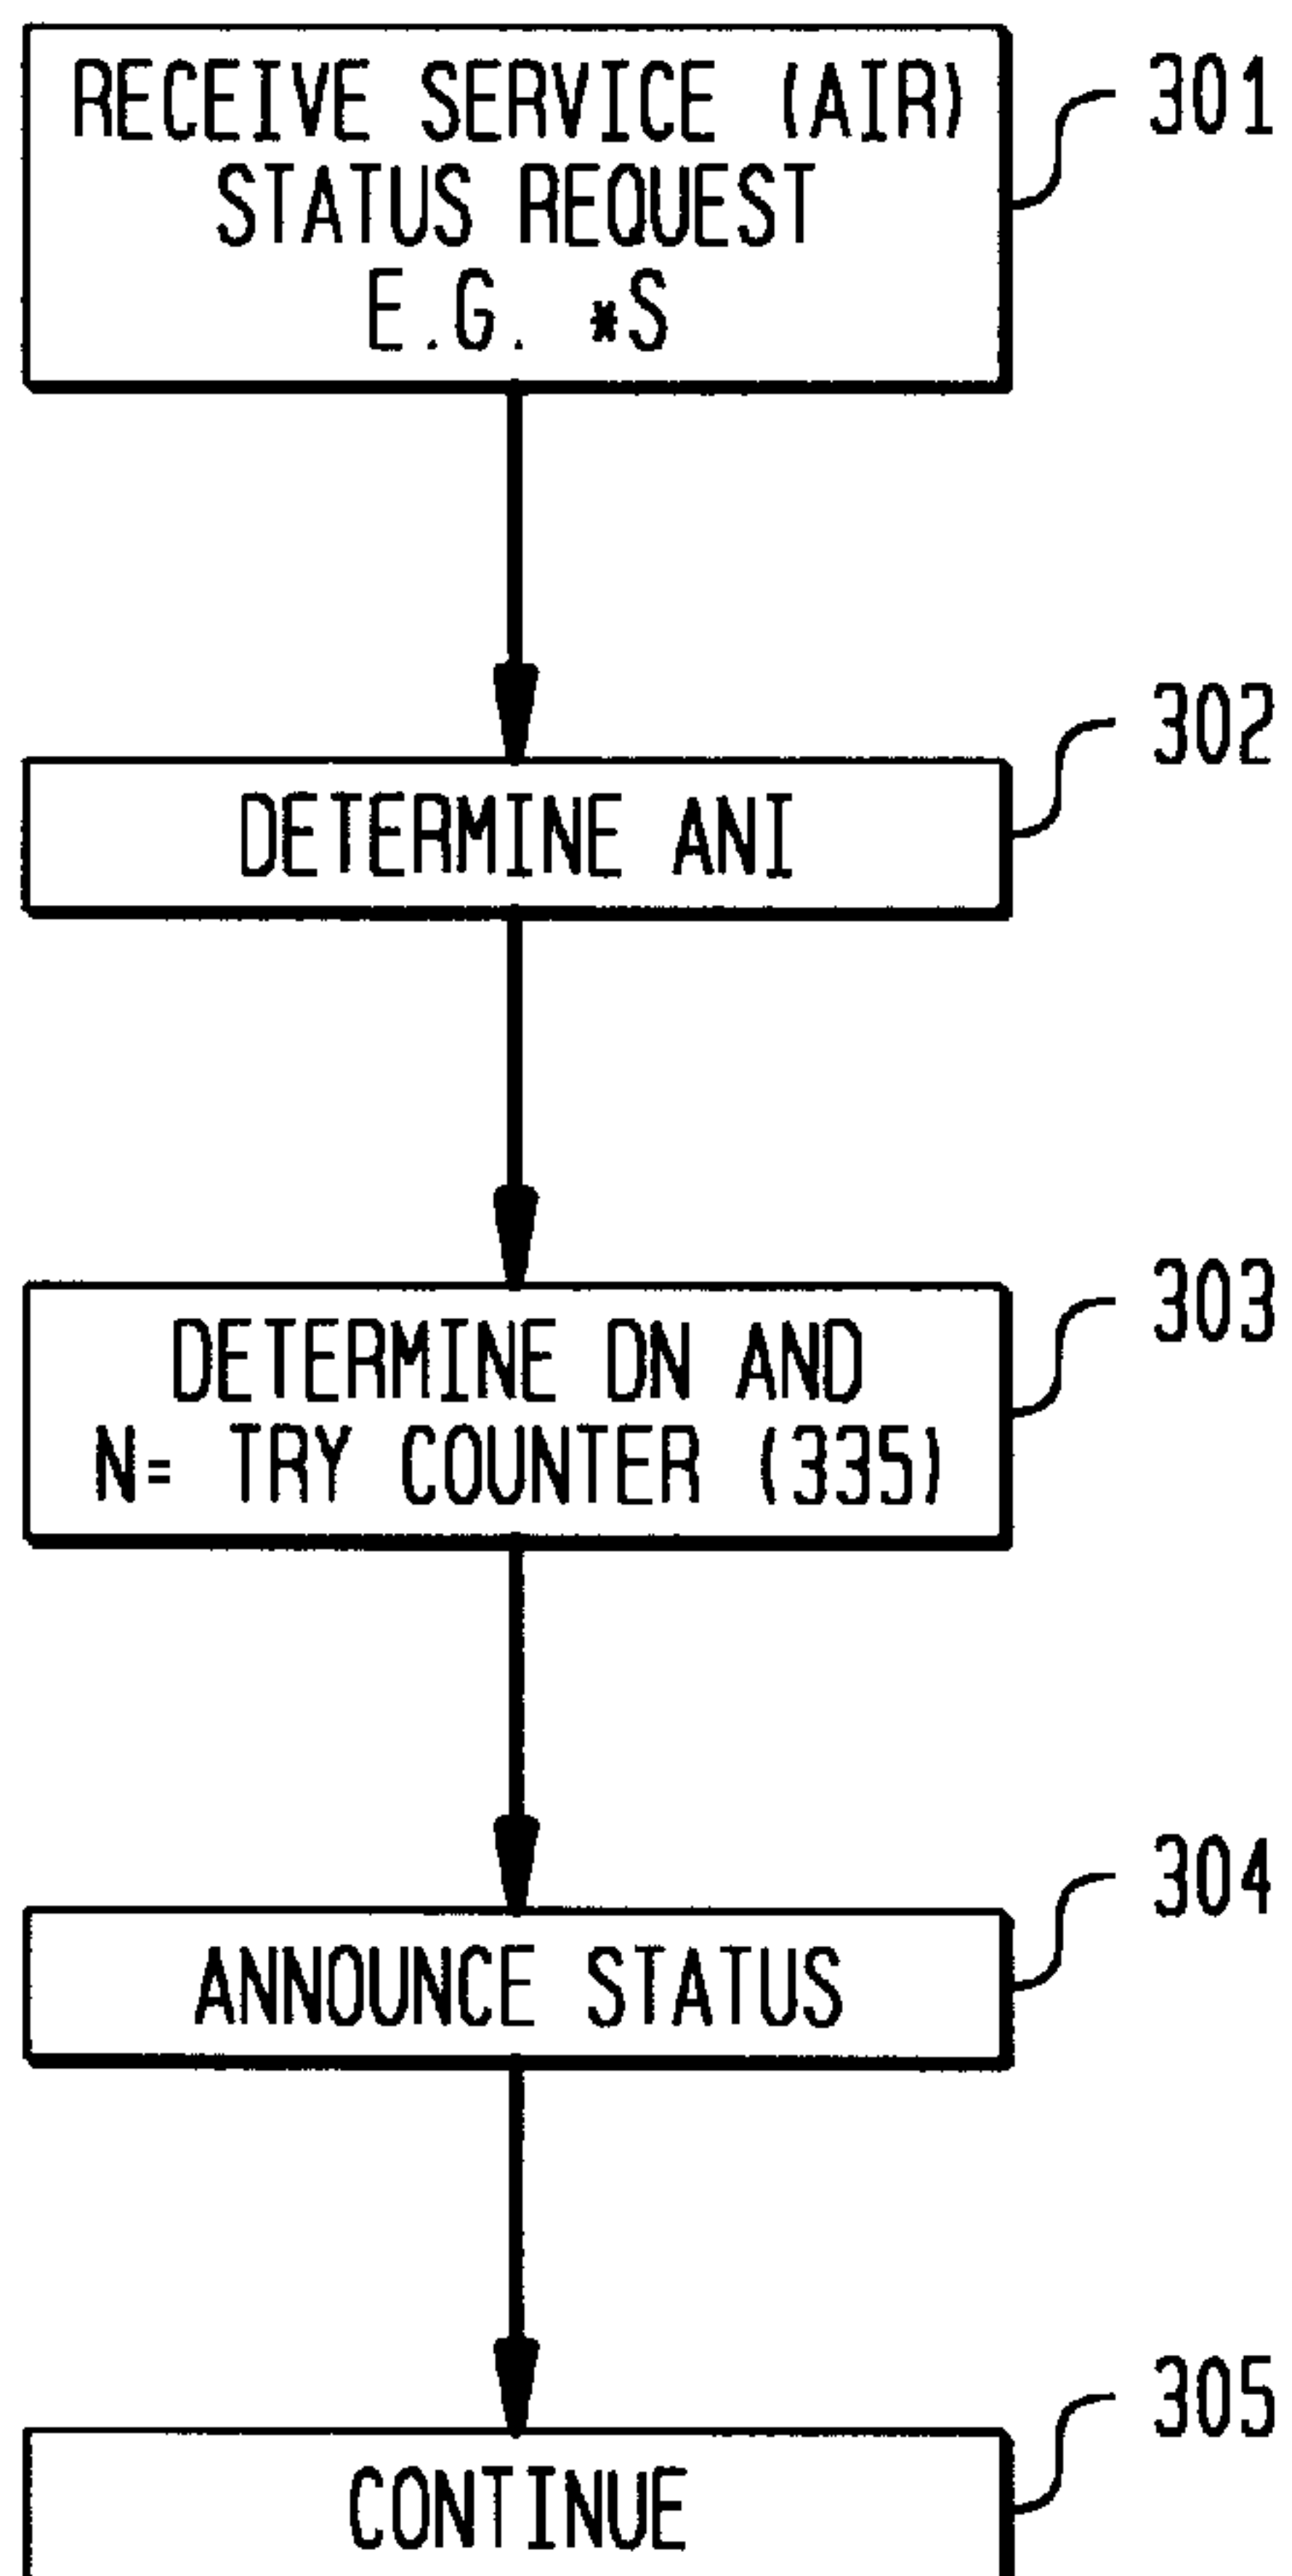 RECEIVE SERVICE (AIR)
STATUS REQUEST
E.G. *S
301
DETERMINE ANI
302
DETERMINE DN AND
N= TRY COUNTER (335)
303
ANNOUNCE STATUS
304
CONTINUE
305